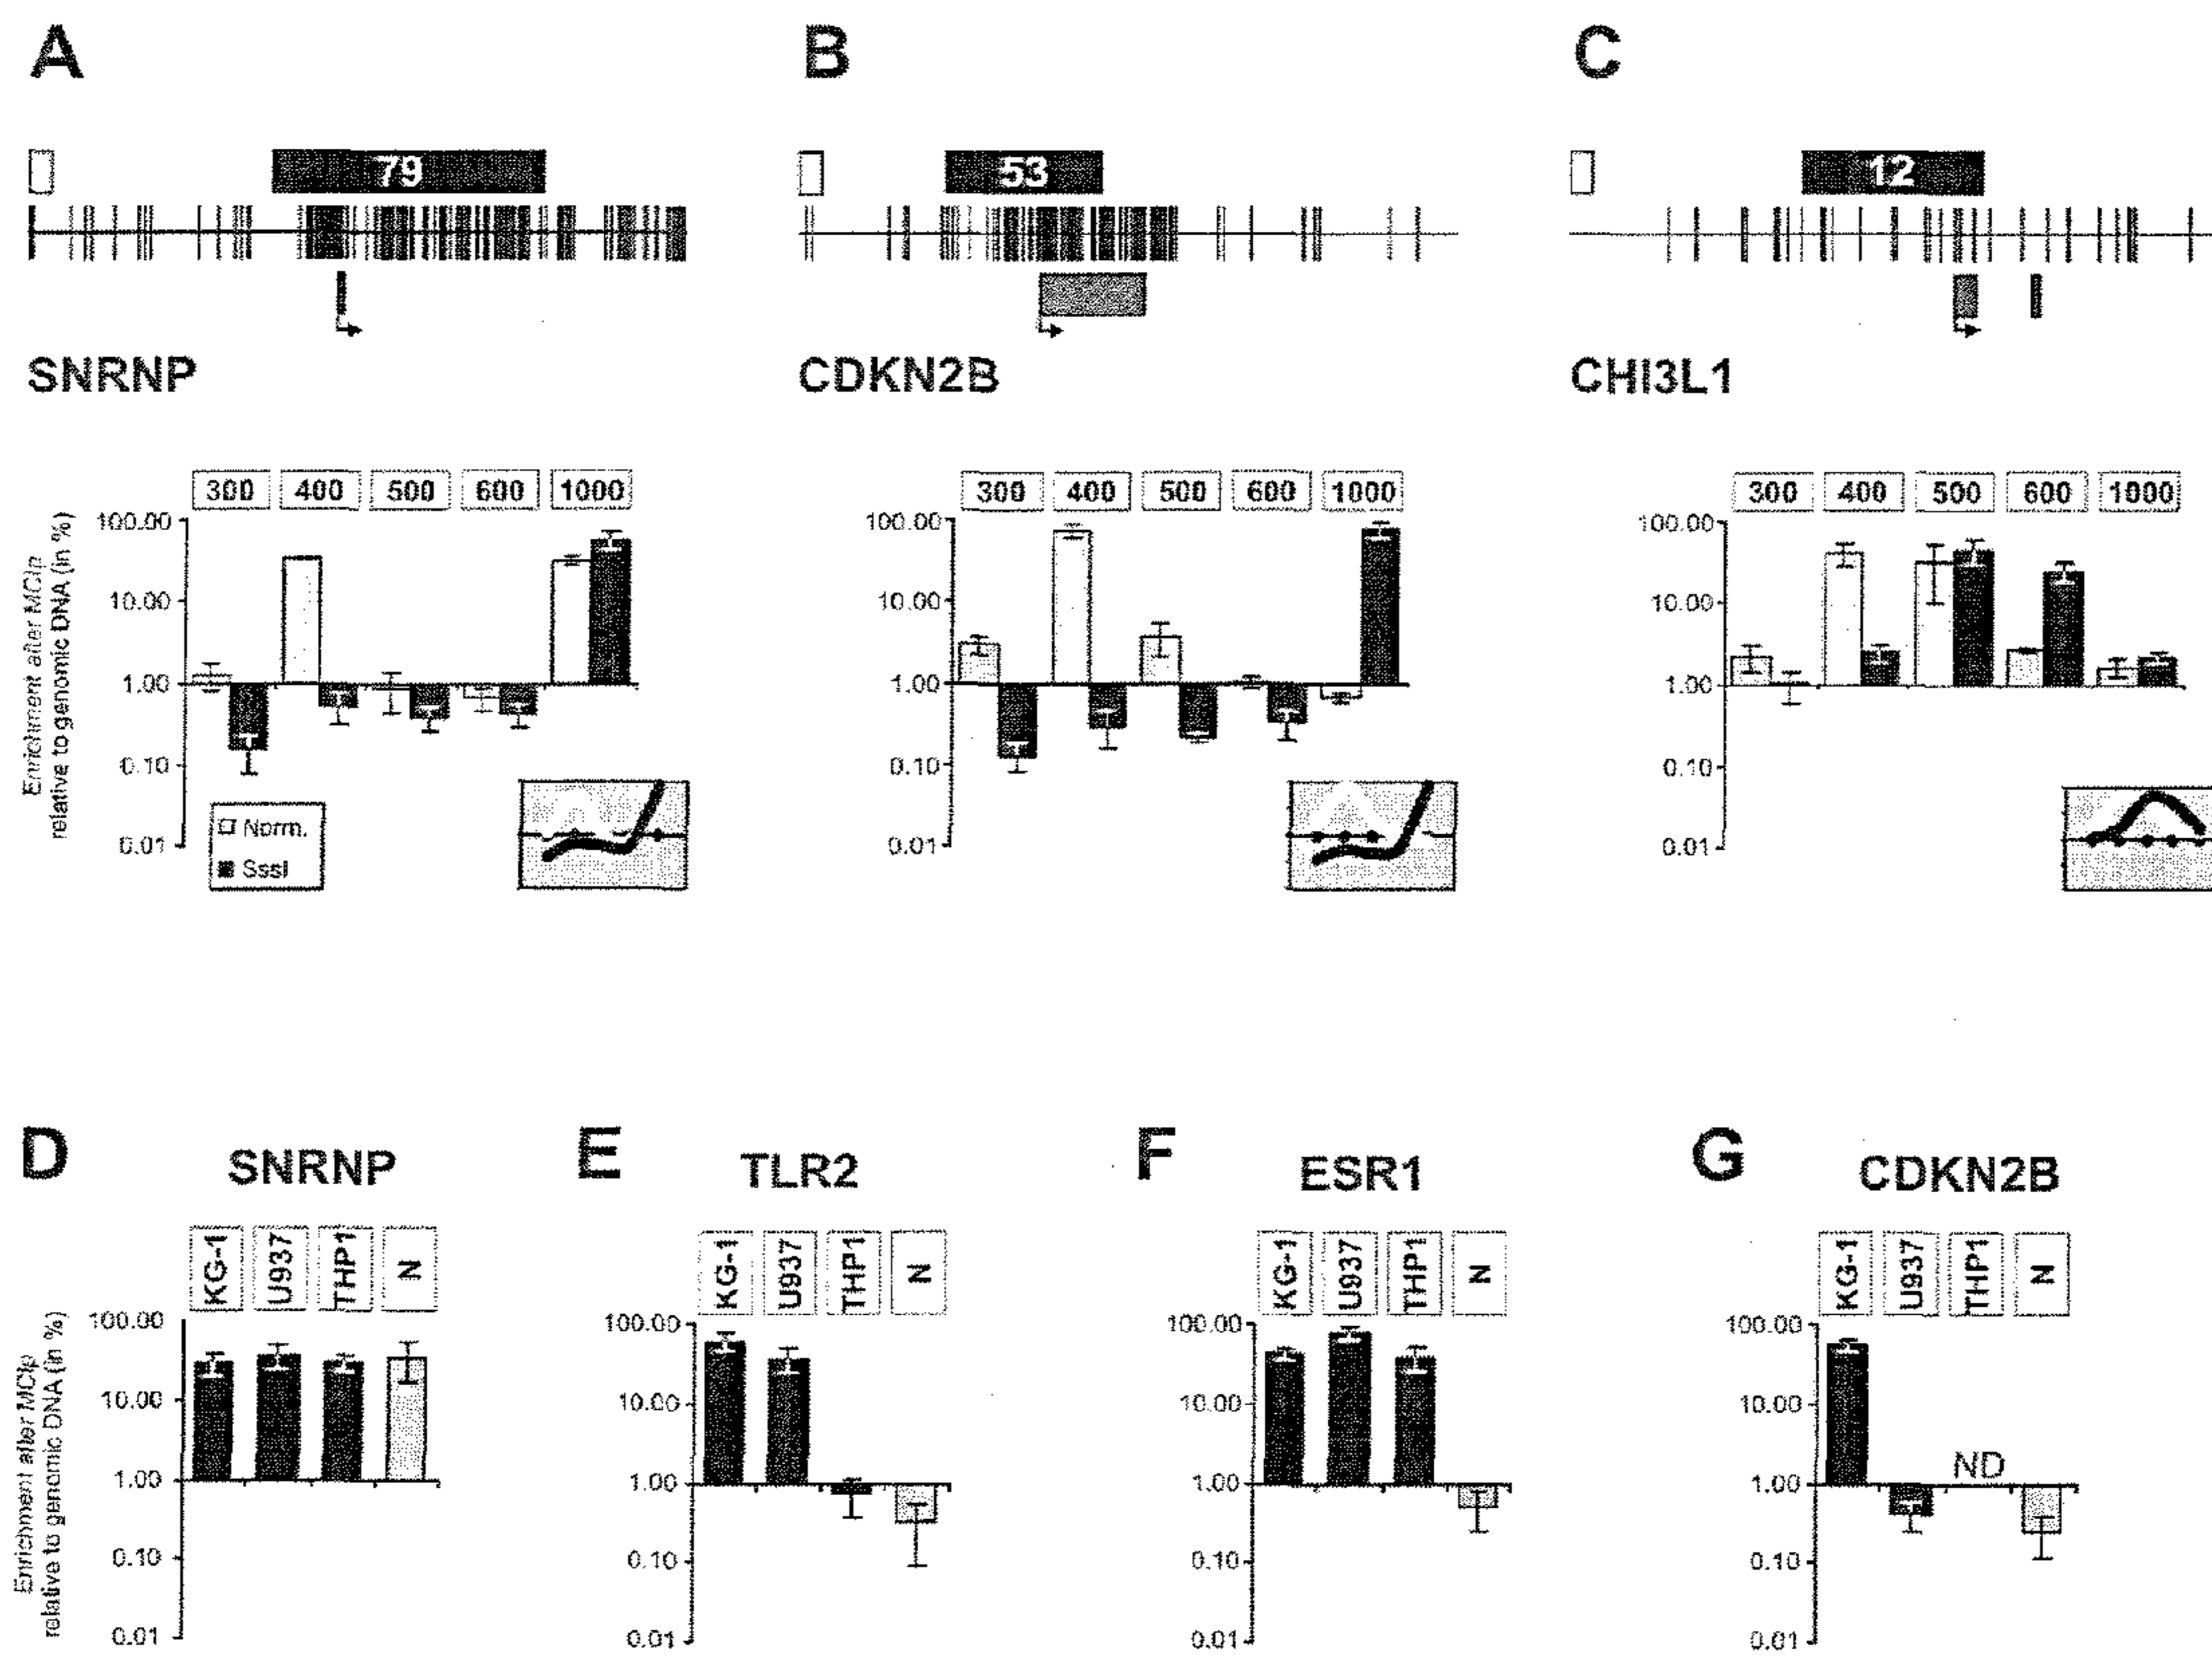 A B C
79 53 12
SNRNP CDKN2B CHI3L1
300 400 500 600 1000
300 400 500 600 1000
300 400 500 600 1000
Enrichment after MCIp
relative to genomic DNA (in %)
100.00
10.00
1.00
0.10
0.01
Norm.
SssI
100.00
10.00
1.00
0.10
0.01
100.00
10.00
1.00
0.10
0.01
D SNRNP E TLR2 F ESR1 G CDKN2B
KG-1 U937 THP1 N
KG-1 U937 THP1 N
KG-1 U937 THP1 N
KG-1 U937 THP1 N
Enrichment after MCIp
relative to genomic DNA (in %)
100.00
10.00
1.00
0.10
0.01
100.00
10.00
1.00
0.10
0.01
100.00
10.00
1.00
0.10
0.01
100.00
10.00
1.00
0.10
0.01
ND